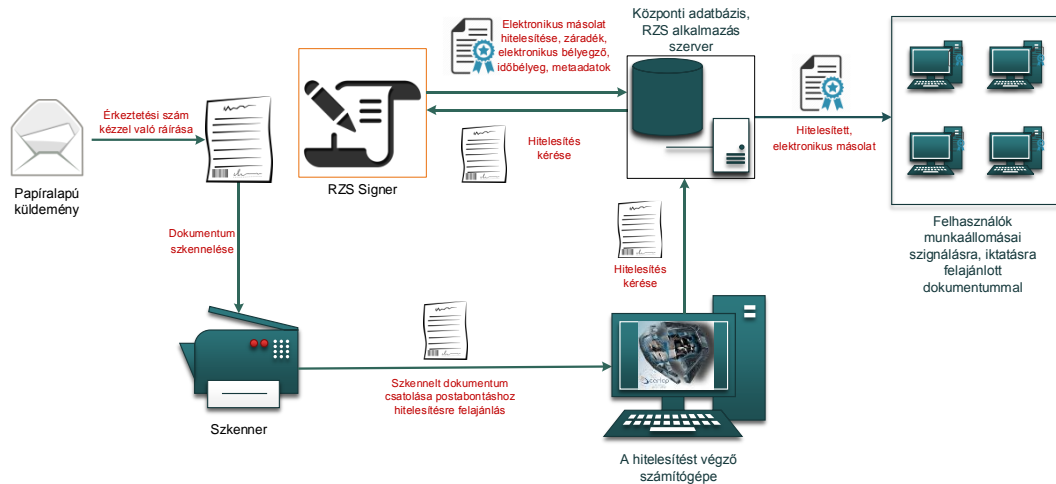 Elektronikus másolat
hitelesítése, záradék,
elektronikus bélyegző,
időbélyeg, metaadatok
Központi adatbázis,
RZS alkalmazás
szerver
Érkeztetési szám
kézzel való ráírása
Papíralapú
küldemény
RZS Signer
Hitelesítés
kérése
Hitelesített,
elektronikus másolat
Felhasználók
munkaállomásai
szignálásra, iktatásra
felajánlott
dokumentummal
Dokumentum
szkennelése
Hitelesítés
kérése
Szkennelt dokumentum
csatolása postabontáshoz
hitelesítésre felajánlás
Szkenner
A hitelesítést végző
számítógépe